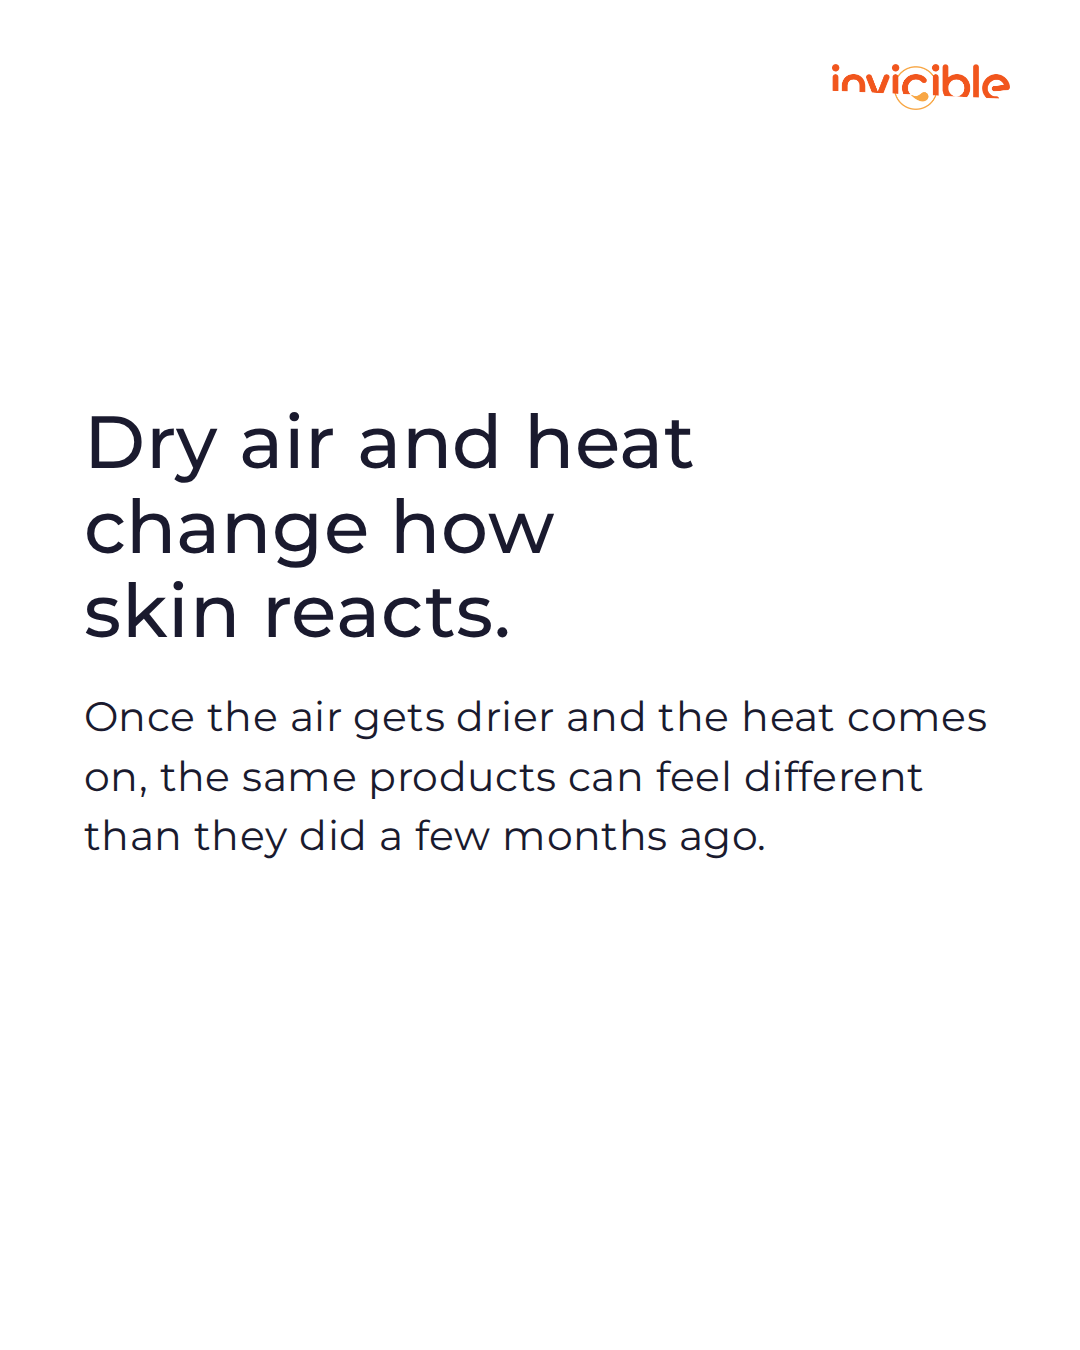 invicible
Dry air and heat
change how
skin reacts.
Once the air gets drier and the heat comes
on, the same products can feel different
than they did a few months ago.